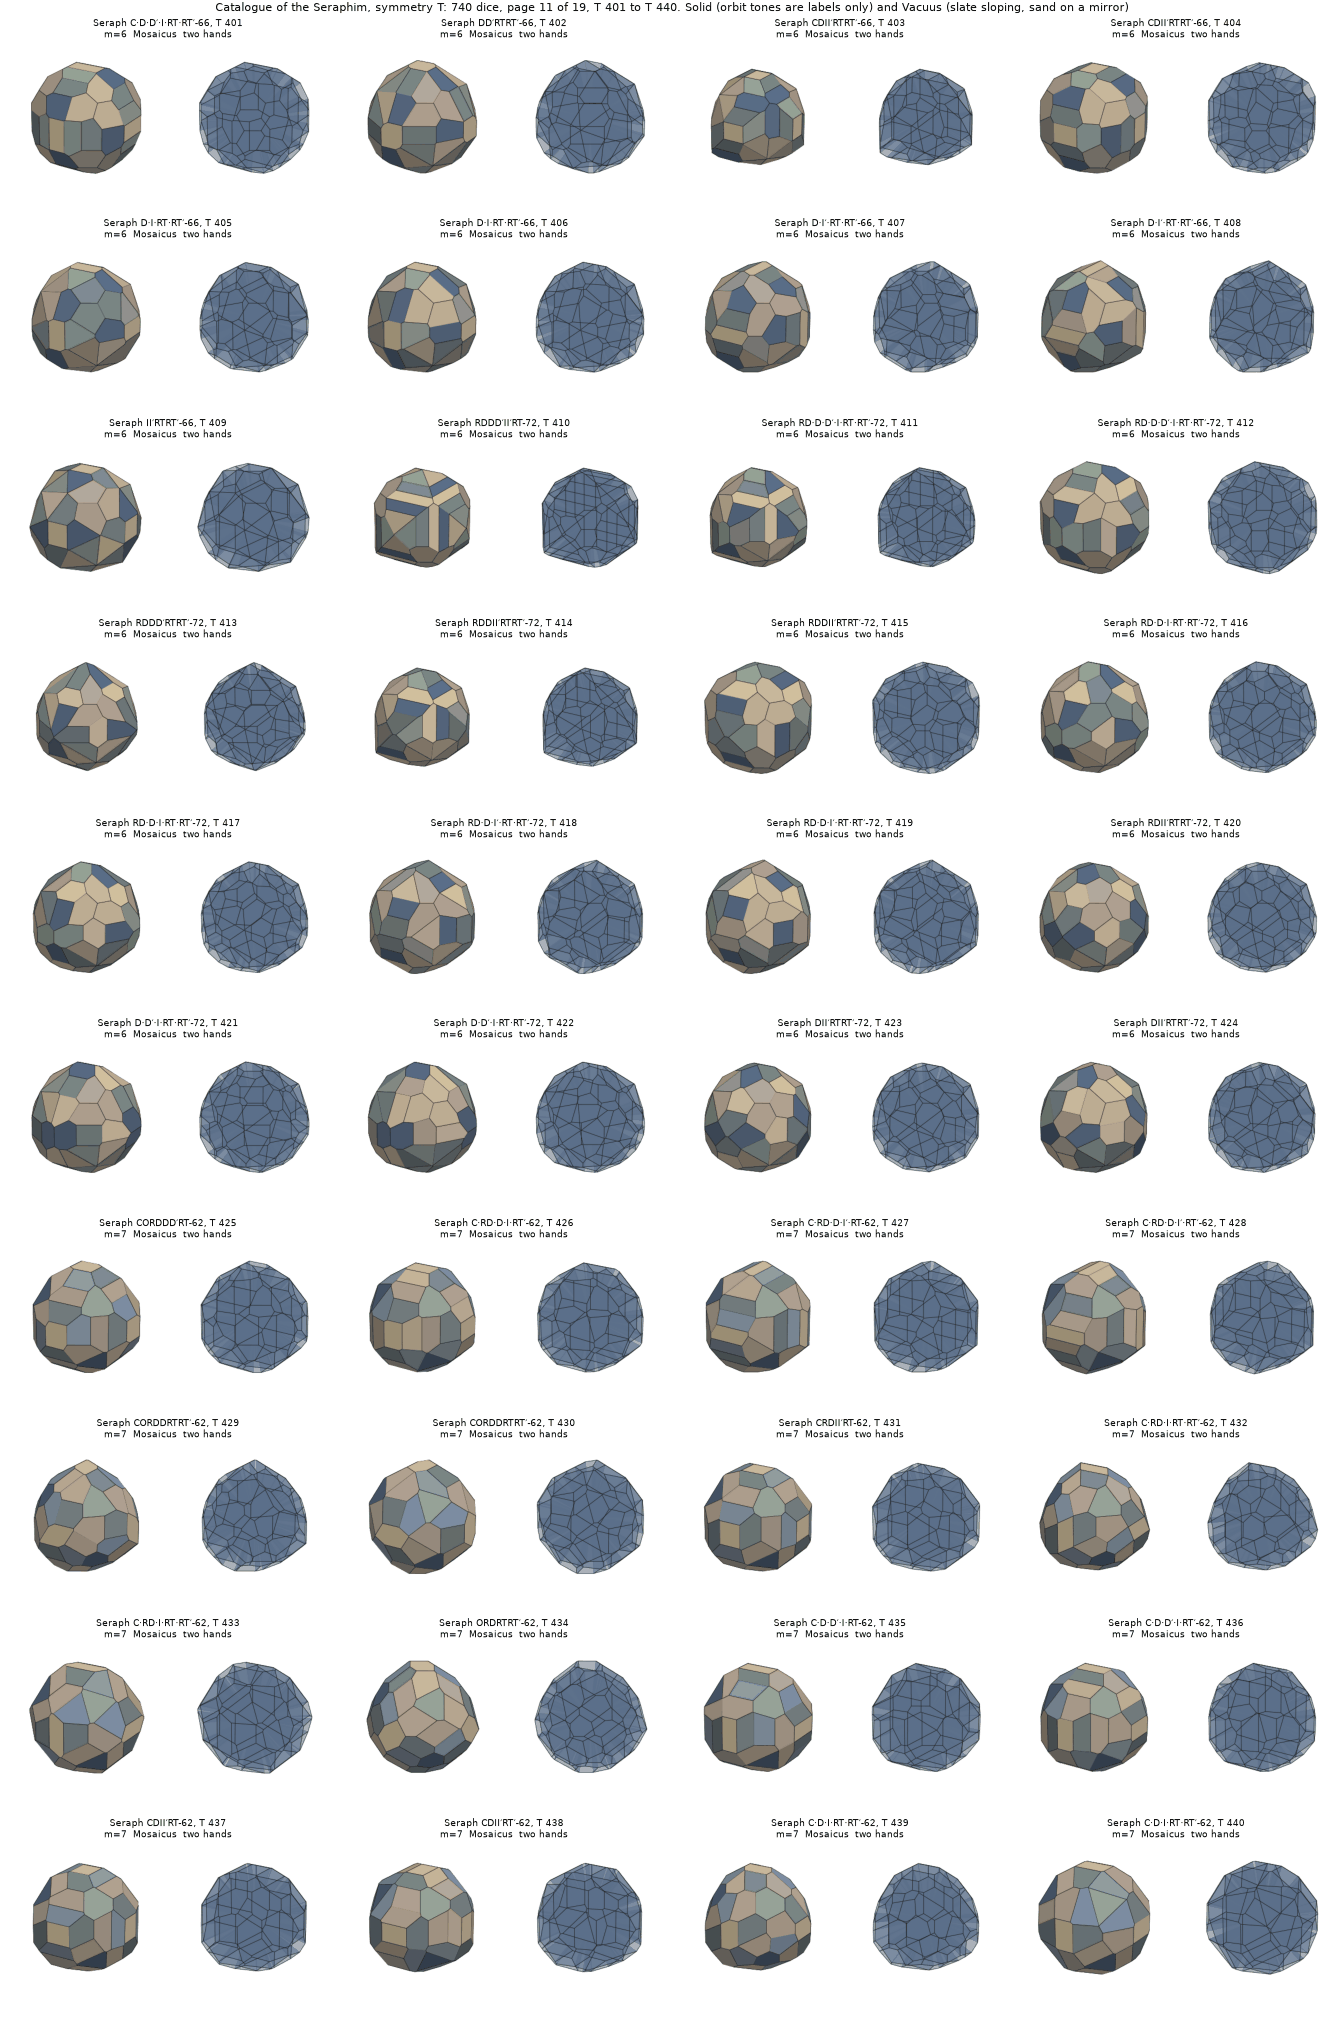 Catalogue of the Seraphim, symmetry T: 740 dice, page 11 of 19, T 401 to T 440. Solid (orbit tones are labels only) and Vacuus (slate sloping, sand on a mirror)
Seraph C·D·D′·I·RT·RT′-66, T 401
m=6 Mosaicus two hands
Seraph DD′RTRT′-66, T 402
m=6 Mosaicus two hands
Seraph CDII′RTRT′-66, T 403
m=6 Mosaicus two hands
Seraph CDII′RTRT′-66, T 404
m=6 Mosaicus two hands
Seraph D·I·RT·RT′-66, T 405
m=6 Mosaicus two hands
Seraph D·I·RT·RT′-66, T 406
m=6 Mosaicus two hands
Seraph D·I′·RT·RT′-66, T 407
m=6 Mosaicus two hands
Seraph D·I′·RT·RT′-66, T 408
m=6 Mosaicus two hands
Seraph II′RTRT′-66, T 409
m=6 Mosaicus two hands
Seraph RDDD′II′RT-72, T 410
m=6 Mosaicus two hands
Seraph RD·D·D′·I·RT·RT′-72, T 411
m=6 Mosaicus two hands
Seraph RD·D·D′·I·RT·RT′-72, T 412
m=6 Mosaicus two hands
Seraph RDDD′RTRT′-72, T 413
m=6 Mosaicus two hands
Seraph RDDII′RTRT′-72, T 414
m=6 Mosaicus two hands
Seraph RDDII′RTRT′-72, T 415
m=6 Mosaicus two hands
Seraph RD·D·I·RT·RT′-72, T 416
m=6 Mosaicus two hands
Seraph RD·D·I·RT·RT′-72, T 417
m=6 Mosaicus two hands
Seraph RD·D·I′·RT·RT′-72, T 418
m=6 Mosaicus two hands
Seraph RD·D·I′·RT·RT′-72, T 419
m=6 Mosaicus two hands
Seraph RDII′RTRT′-72, T 420
m=6 Mosaicus two hands
Seraph D·D′·I·RT·RT′-72, T 421
m=6 Mosaicus two hands
Seraph D·D′·I·RT·RT′-72, T 422
m=6 Mosaicus two hands
Seraph DII′RTRT′-72, T 423
m=6 Mosaicus two hands
Seraph DII′RTRT′-72, T 424
m=6 Mosaicus two hands
Seraph CORDDD′RT-62, T 425
m=7 Mosaicus two hands
Seraph C·RD·D·I·RT′-62, T 426
m=7 Mosaicus two hands
Seraph C·RD·D·I′·RT-62, T 427
m=7 Mosaicus two hands
Seraph C·RD·D·I′·RT′-62, T 428
m=7 Mosaicus two hands
Seraph CORDDRTRT′-62, T 429
m=7 Mosaicus two hands
Seraph CORDDRTRT′-62, T 430
m=7 Mosaicus two hands
Seraph CRDII′RT-62, T 431
m=7 Mosaicus two hands
Seraph C·RD·I·RT·RT′-62, T 432
m=7 Mosaicus two hands
Seraph C·RD·I·RT·RT′-62, T 433
m=7 Mosaicus two hands
Seraph ORDRTRT′-62, T 434
m=7 Mosaicus two hands
Seraph C·D·D′·I·RT-62, T 435
m=7 Mosaicus two hands
Seraph C·D·D′·I·RT′-62, T 436
m=7 Mosaicus two hands
Seraph CDII′RT-62, T 437
m=7 Mosaicus two hands
Seraph CDII′RT′-62, T 438
m=7 Mosaicus two hands
Seraph C·D·I·RT·RT′-62, T 439
m=7 Mosaicus two hands
Seraph C·D·I·RT·RT′-62, T 440
m=7 Mosaicus two hands